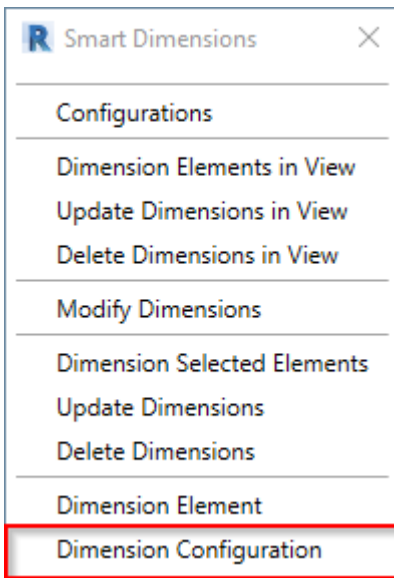 Smart Dimensions
Configurations
Dimension Elements in View
Update Dimensions in View
Delete Dimensions in View
Modify Dimensions
Dimension Selected Elements
Update Dimensions
Delete Dimensions
Dimension Element
Dimension Configuration